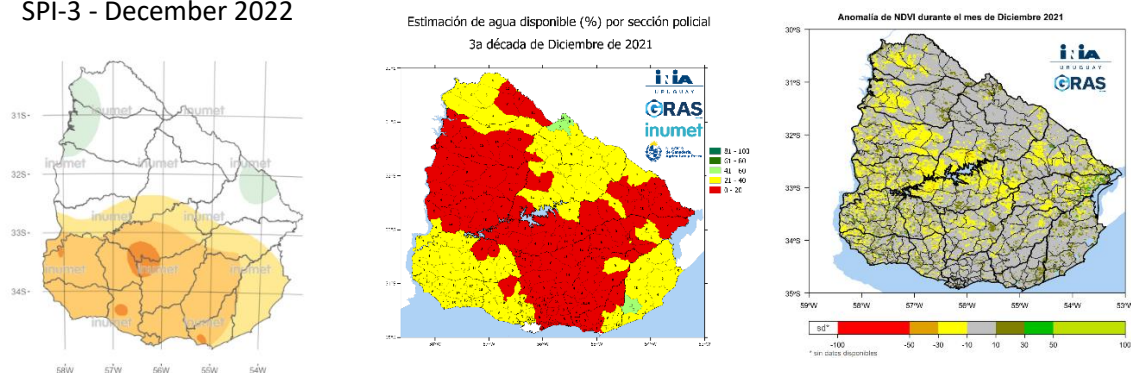 SPI-3 - December 2022
inumet
inumet
inumet
inumet
inumet
inumet
inumet
inumet
inumet
inumet
inumet
31S
32S
33S
34S
58W 57W 56W 55W 54W
Estimación de agua disponible (%) por sección policial
3a década de Diciembre de 2021
INIA
URUGUAY
GRAS
inumet
81 - 100
61 - 80
41 - 60
21 - 40
0 - 20
Anomalía de NDVI durante el mes de Diciembre 2021
30°S
31°S
32°S
33°S
34°S
35°S
59°W 58°W 57°W 56°W 55°W 54°W 53°W
INIA
URUGUAY
GRAS
sd*
-100 -50 -30 -10 10 30 50 100
* sin datos disponibles